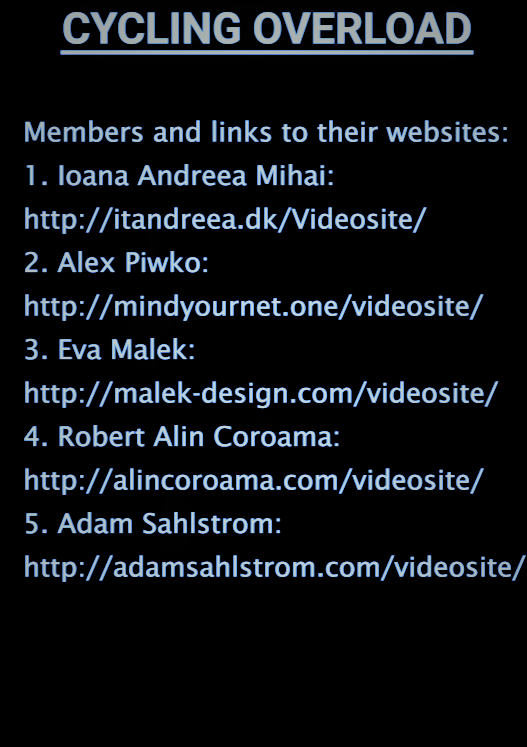 CYCLING OVERLOAD
Members and links to their websites:
1. Ioana Andreea Mihai:
http://itandreea.dk/Videosite/
2. Alex Piwko:
http://mindyournet.one/videosite/
3. Eva Malek:
http://malek-design.com/videosite/
4. Robert Alin Coroama:
http://alincoroama.com/videosite/
5. Adam Sahlstrom:
http://adamsahlstrom.com/videosite/